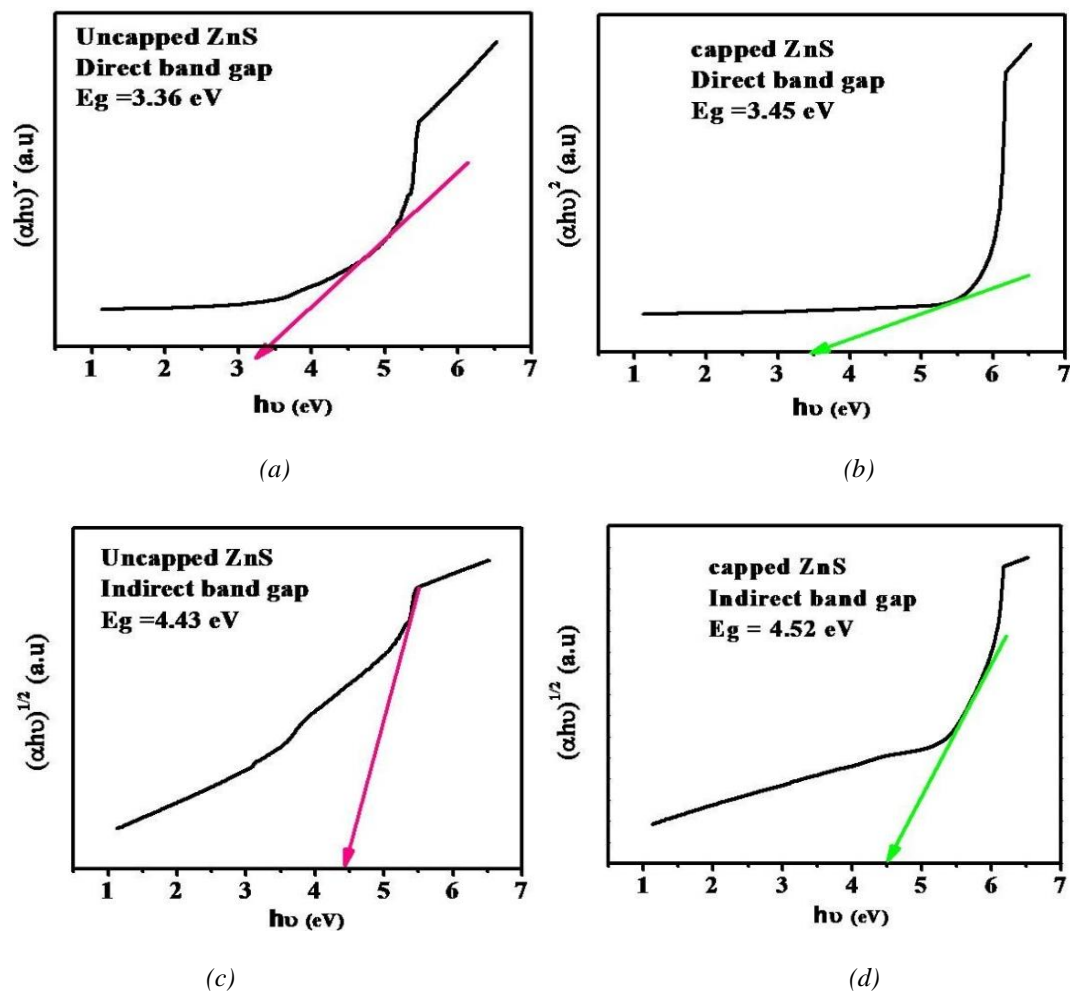 Uncapped ZnS
Direct band gap
Eg =3.36 eV
(αhυ)˝ (a.u)
1 2 3 4 5 6 7
hυ (eV)
(a)
capped ZnS
Direct band gap
Eg =3.45 eV
(αhυ)² (a.u)
1 2 3 4 5 6 7
hυ (eV)
(b)
Uncapped ZnS
Indirect band gap
Eg =4.43 eV
(αhυ)^1/2 (a.u)
1 2 3 4 5 6 7
hυ (eV)
(c)
capped ZnS
Indirect band gap
Eg = 4.52 eV
(αhυ)^1/2 (a.u)
1 2 3 4 5 6 7
hυ (eV)
(d)